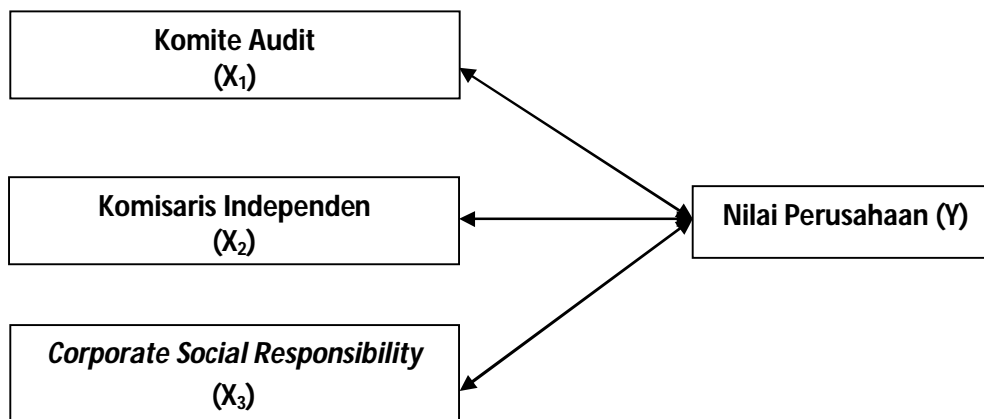 Komite Audit
(X₁)
Komisaris Independen
(X₂)
Nilai Perusahaan (Y)
Corporate Social Responsibility
(X₃)